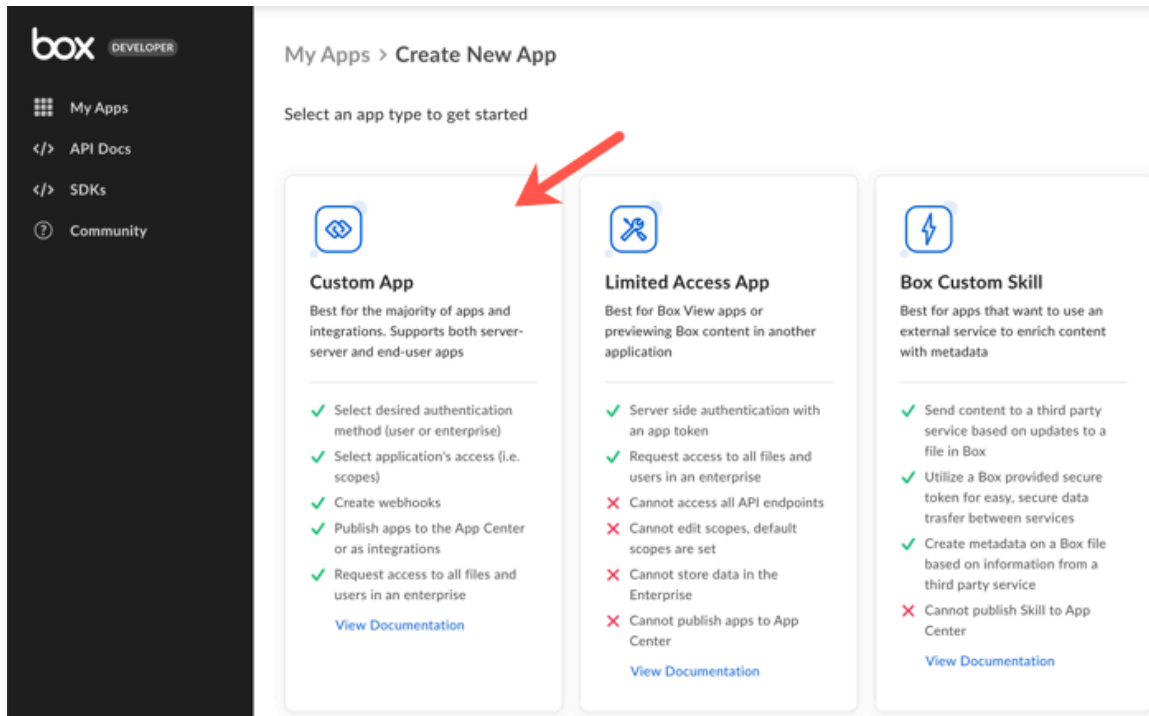 box DEVELOPER
My Apps
API Docs
SDKs
Community
My Apps > Create New App
Select an app type to get started
Custom App
Best for the majority of apps and
integrations. Supports both server-
server and end-user apps
Select desired authentication
method (user or enterprise)
Select application's access (i.e.
scopes)
Create webhooks
Publish apps to the App Center
or as integrations
Request access to all files and
users in an enterprise
View Documentation
Limited Access App
Best for Box View apps or
previewing Box content in another
application
Server side authentication with
an app token
Request access to all files and
users in an enterprise
Cannot access all API endpoints
Cannot edit scopes, default
scopes are set
Cannot store data in the
Enterprise
Cannot publish apps to App
Center
View Documentation
Box Custom Skill
Best for apps that want to use an
external service to enrich content
with metadata
Send content to a third party
service based on updates to a
file in Box
Utilize a Box provided secure
token for easy, secure data
trasfer between services
Create metadata on a Box file
based on information from a
third party service
Cannot publish Skill to App
Center
View Documentation